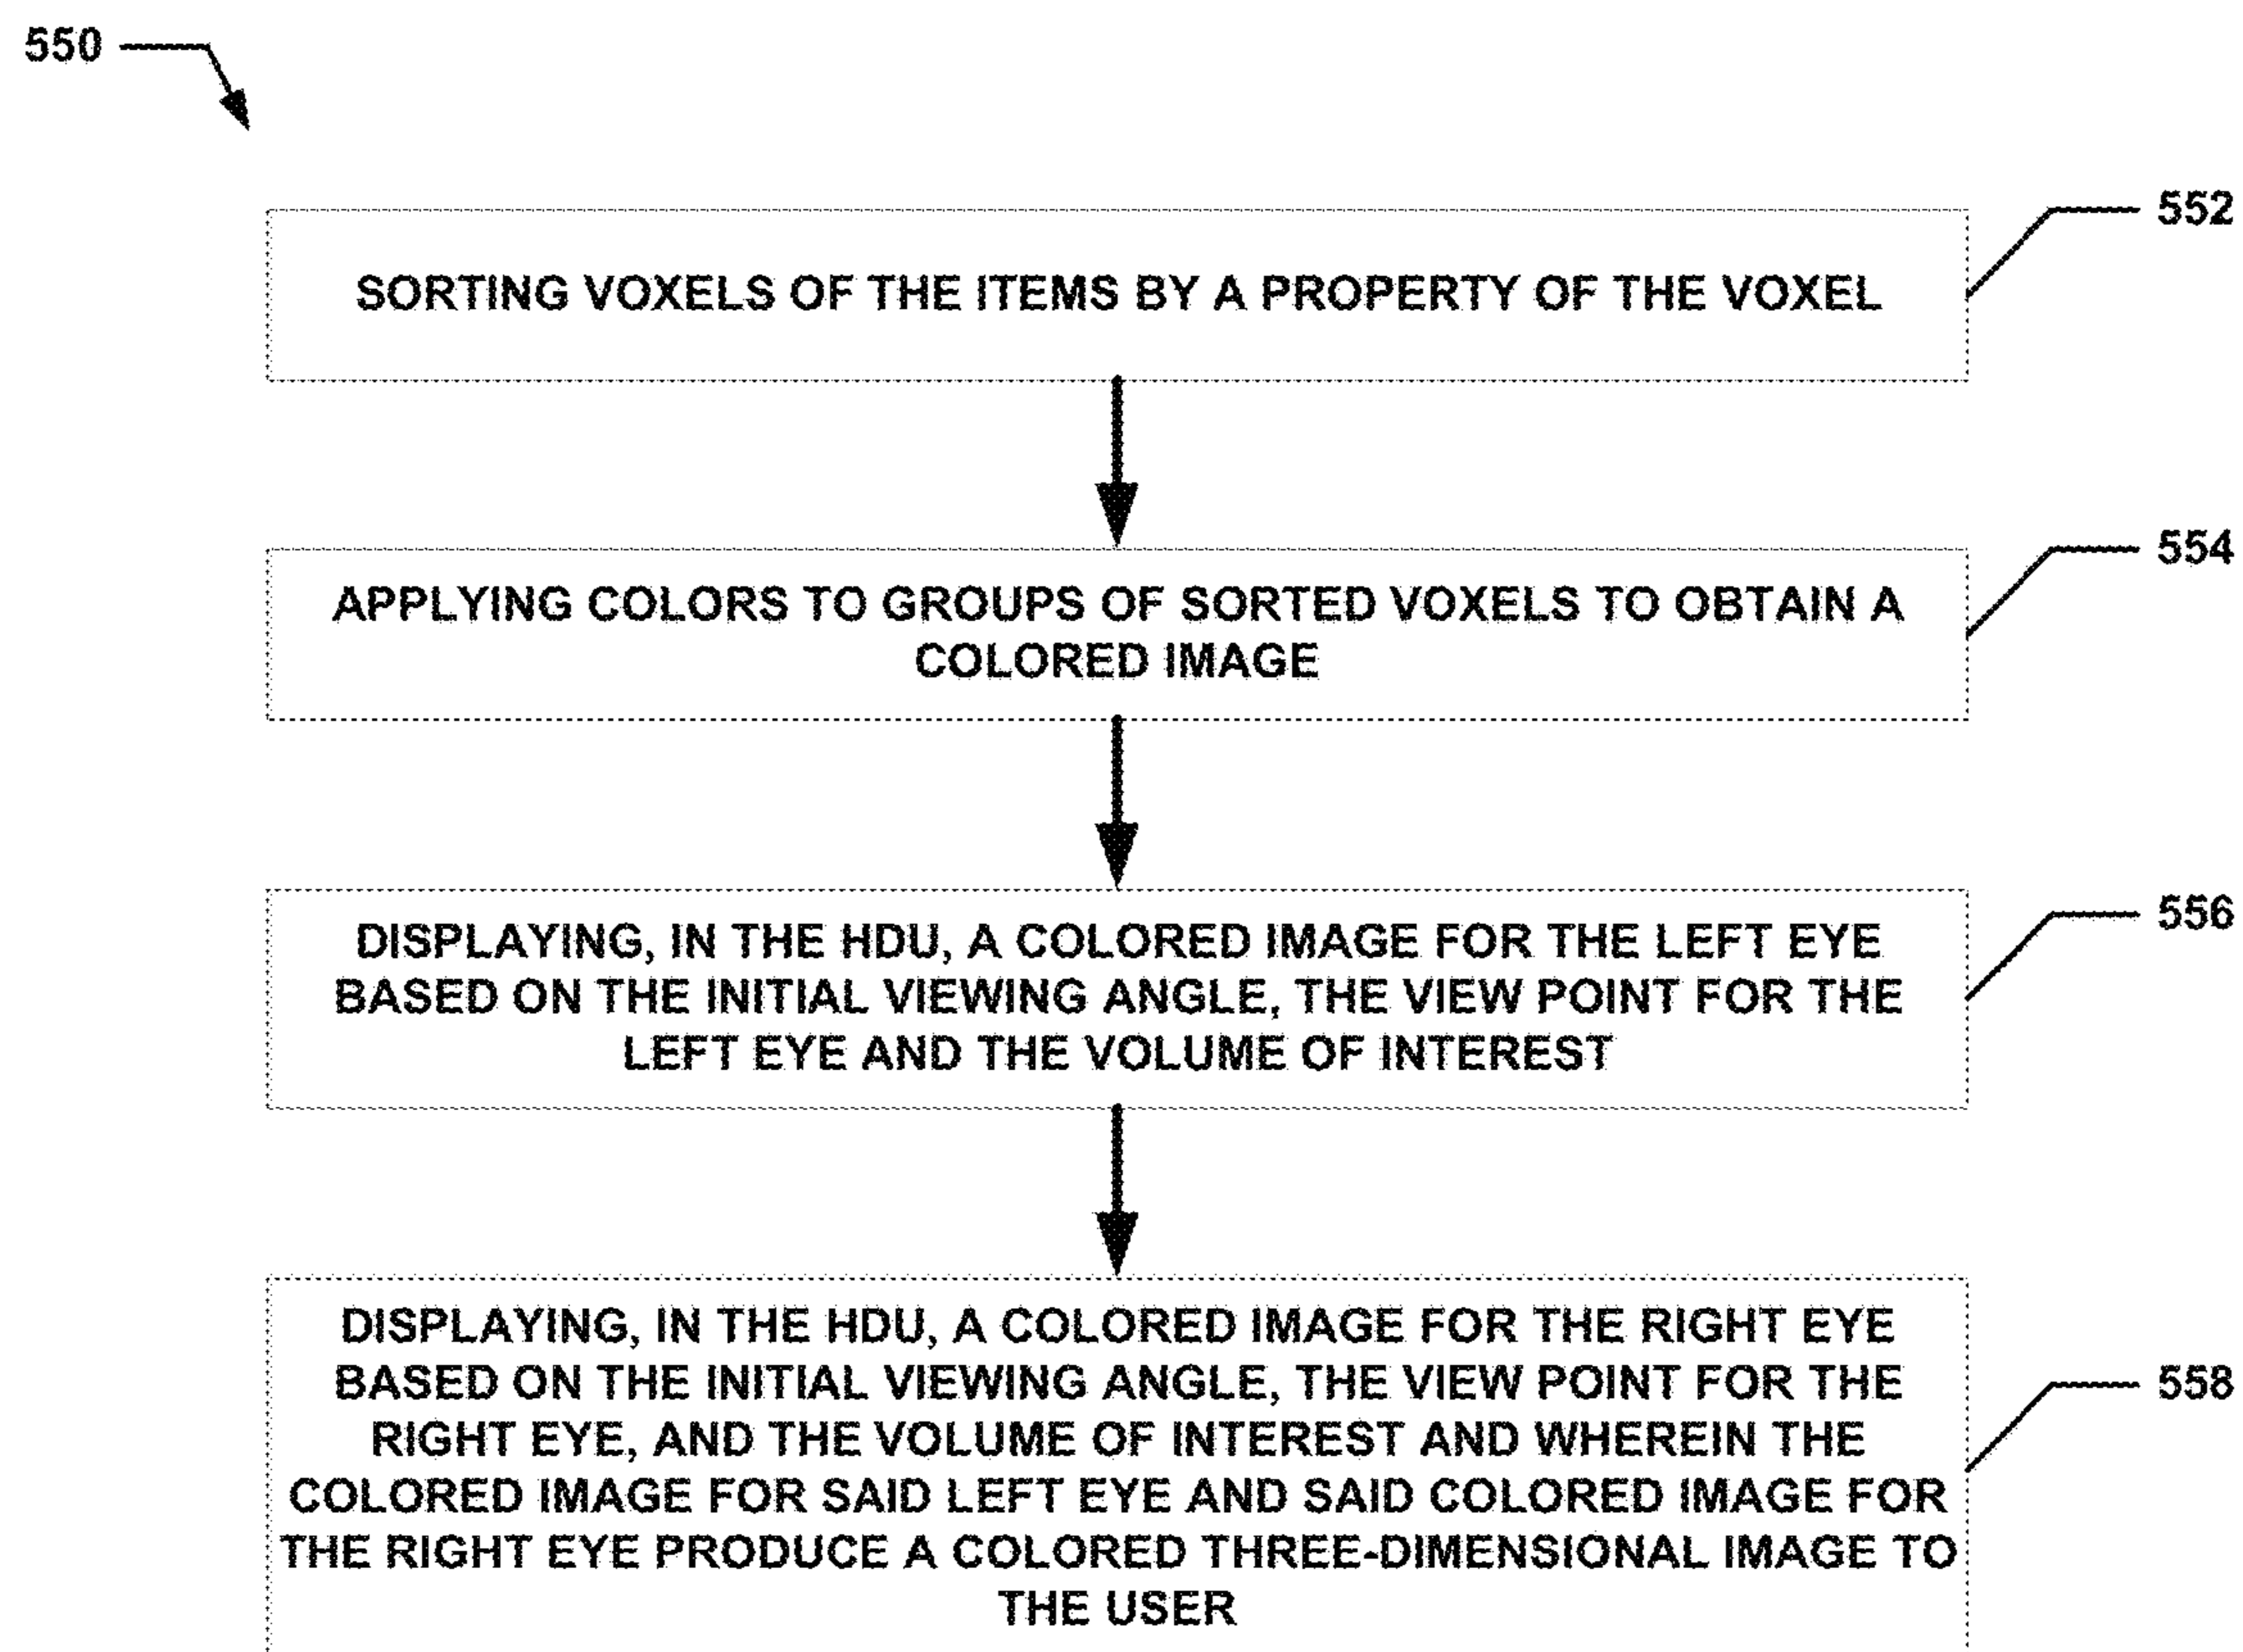 550
552
SORTING VOXELS OF THE ITEMS BY A PROPERTY OF THE VOXEL
554
APPLYING COLORS TO GROUPS OF SORTED VOXELS TO OBTAIN A
COLORED IMAGE
556
DISPLAYING, IN THE HDU, A COLORED IMAGE FOR THE LEFT EYE
BASED ON THE INITIAL VIEWING ANGLE, THE VIEW POINT FOR THE
LEFT EYE AND THE VOLUME OF INTEREST
DISPLAYING, IN THE HDU, A COLORED IMAGE FOR THE RIGHT EYE
BASED ON THE INITIAL VIEWING ANGLE, THE VIEW POINT FOR THE
558
RIGHT EYE, AND THE VOLUME OF INTEREST AND WHEREIN THE
COLORED IMAGE FOR SAID LEFT EYE AND SAID COLORED IMAGE FOR
THE RIGHT EYE PRODUCE A COLORED THREE-DIMENSIONAL IMAGE TO
THE USER